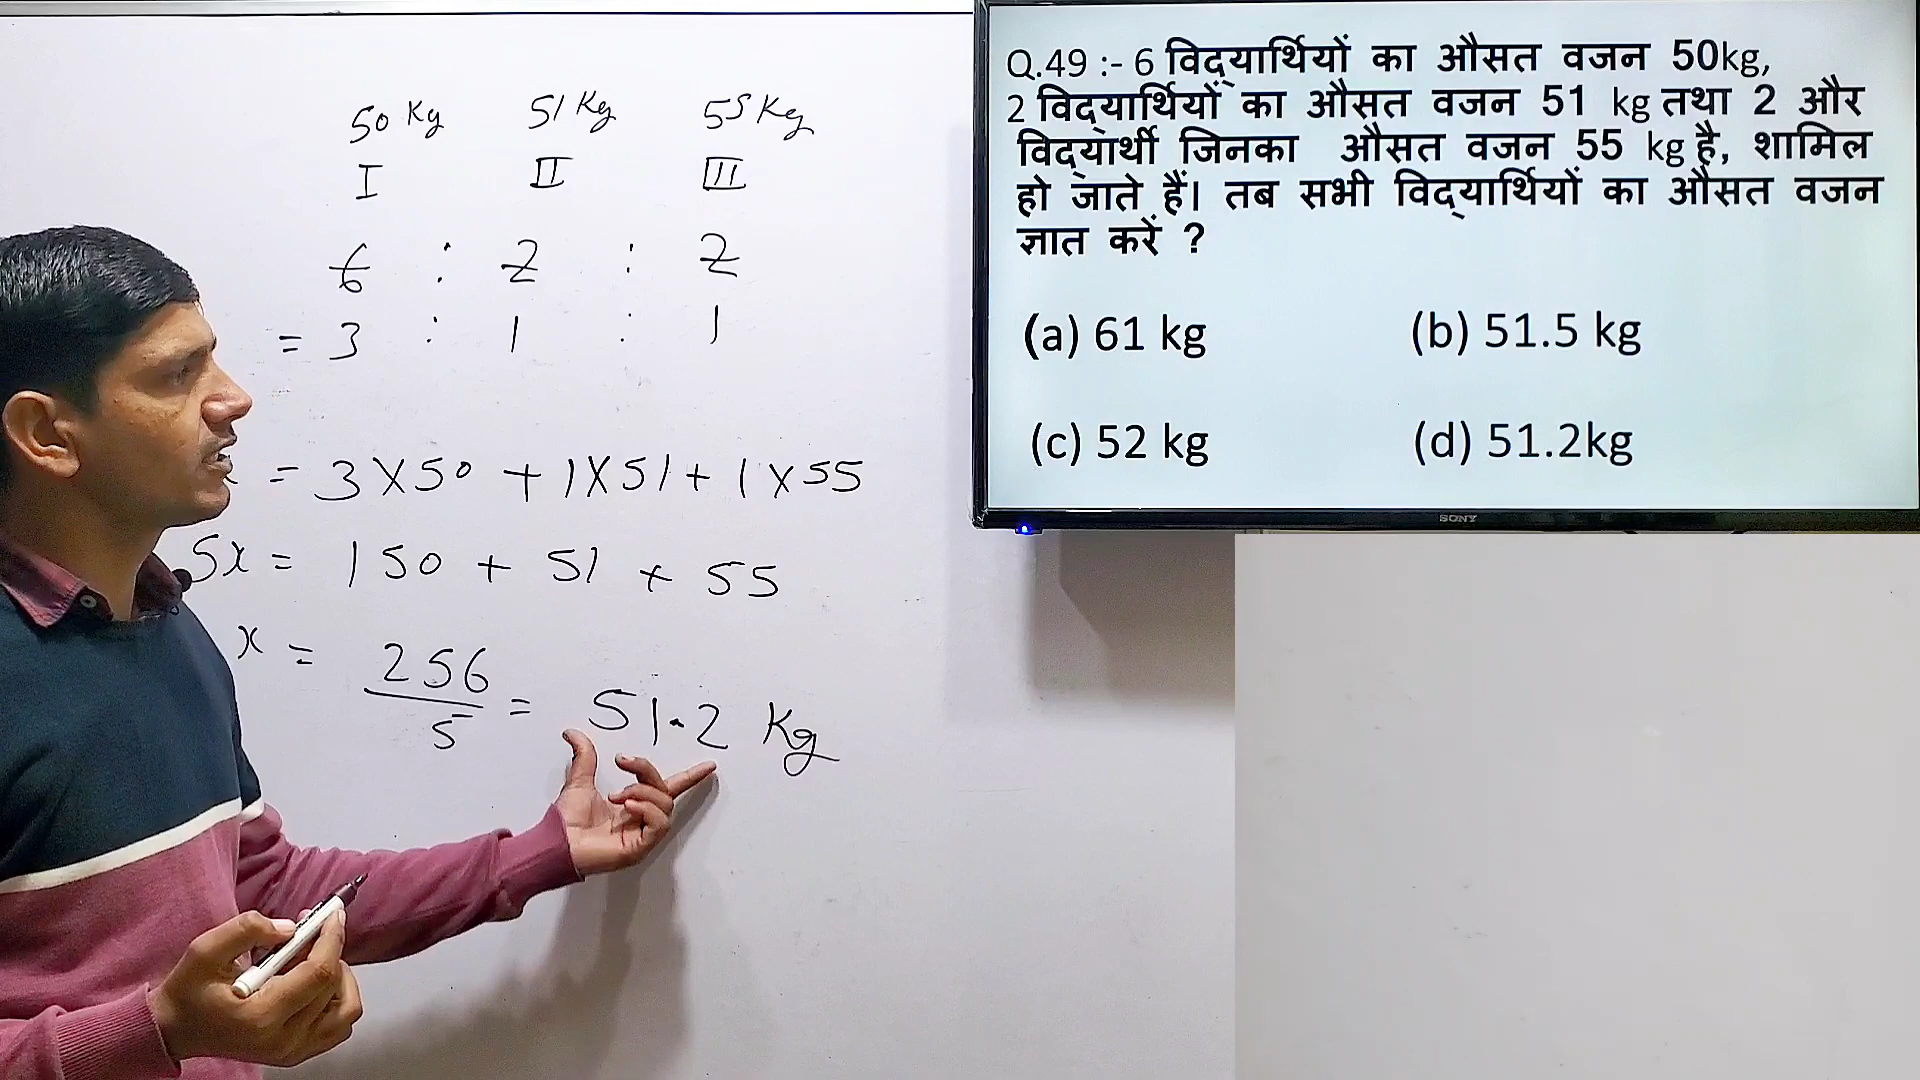 50 Kg 51 Kg 55 Kg
I II III
6 : 2 : 2
= 3 : 1 : 1
= 3 X 50 + 1 X 51 + 1 X 55
5x = 150 + 51 + 55
x = 256/5 = 51.2 Kg
Q.49 :- 6 विद्यार्थियों का औसत वजन 50kg,
2 विद्यार्थियों का औसत वजन 51 kg तथा 2 और
विद्यार्थी जिनका औसत वजन 55 kg है, शामिल
हो जाते हैं। तब सभी विद्यार्थियों का औसत वजन
ज्ञात करें ?
(a) 61 kg (b) 51.5 kg
(c) 52 kg (d) 51.2kg
SONY